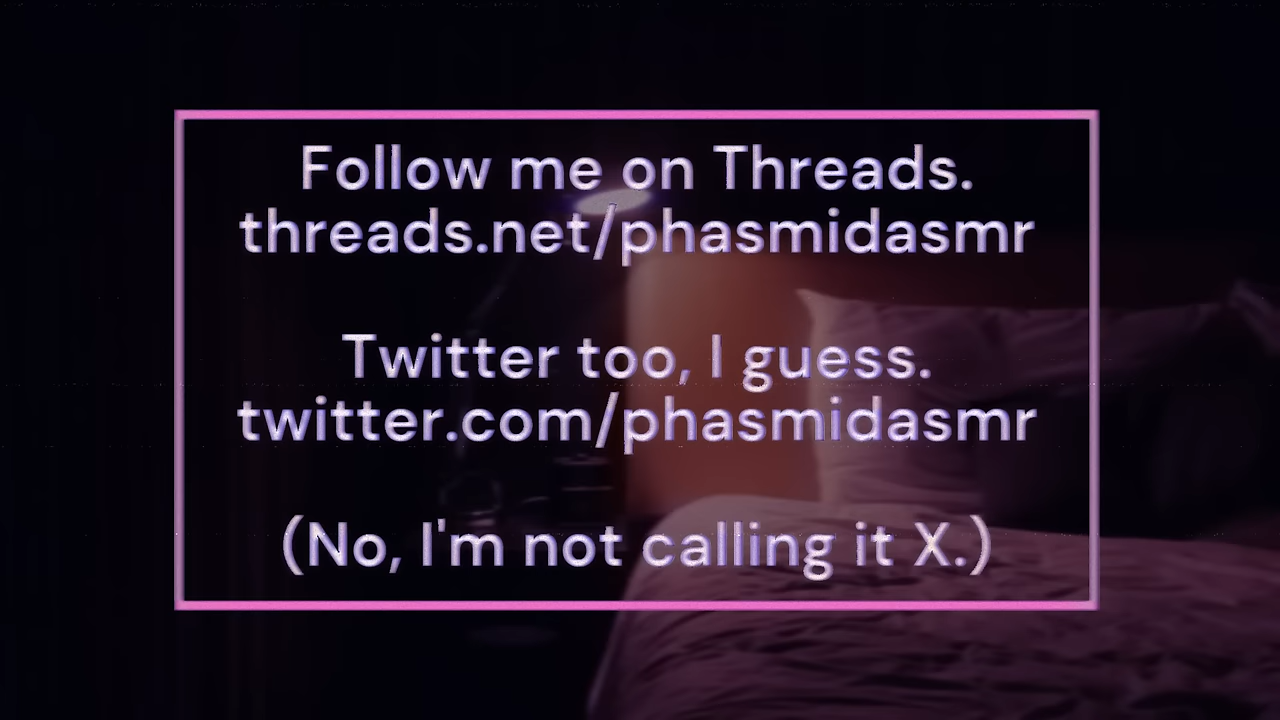 Follow me on Threads.
threads.net/phasmidasmr
Twitter too, I guess.
twitter.com/phasmidasmr
(No, I'm not calling it X.)